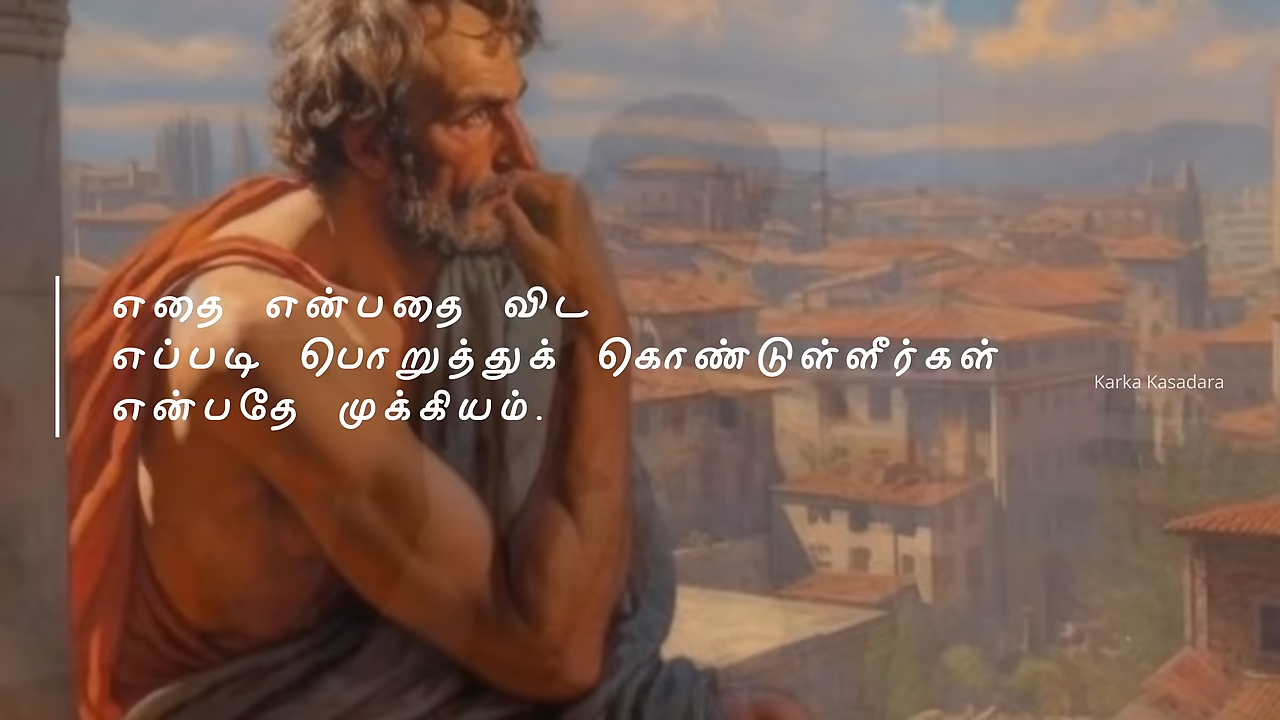 எதை என்பதை விட
எப்படி பொறுத்துக் கொண்டுள்ளீர்கள்
என்பதே முக்கியம்.
Karka Kasadara